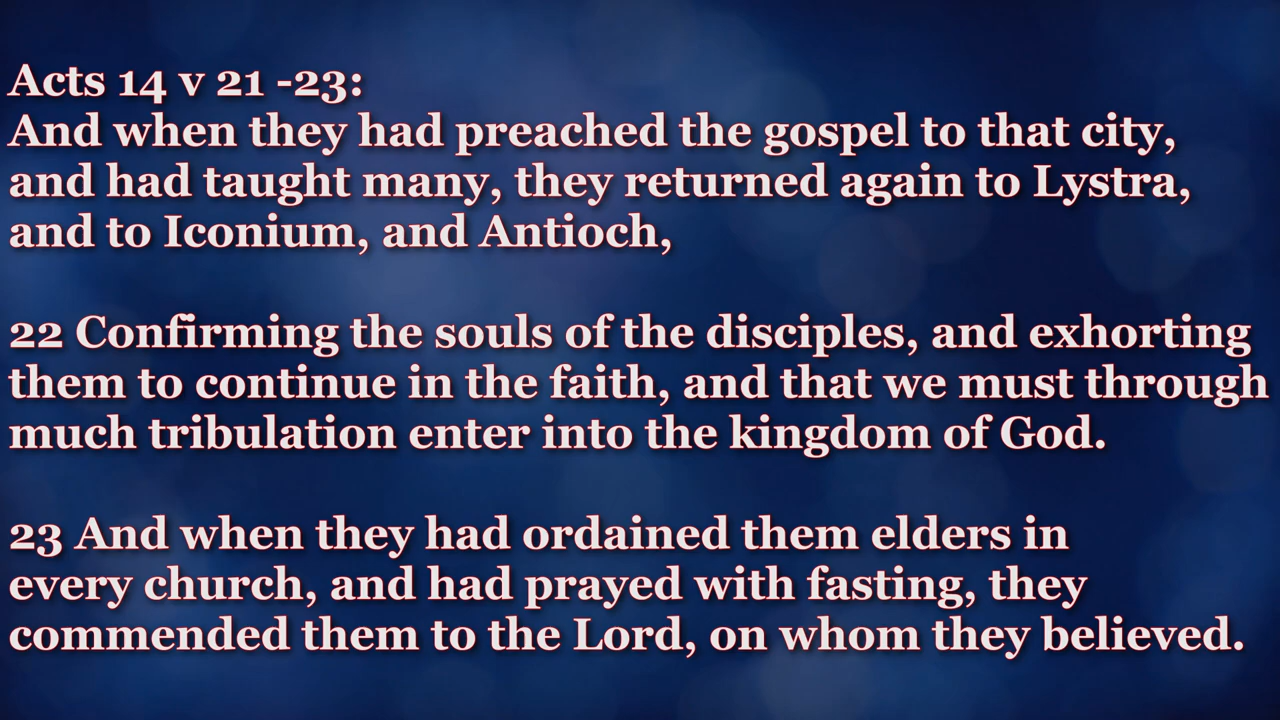 Acts 14 v 21 -23:
And when they had preached the gospel to that city,
and had taught many, they returned again to Lystra,
and to Iconium, and Antioch,
22 Confirming the souls of the disciples, and exhorting
them to continue in the faith, and that we must through
much tribulation enter into the kingdom of God.
23 And when they had ordained them elders in
every church, and had prayed with fasting, they
commended them to the Lord, on whom they believed.